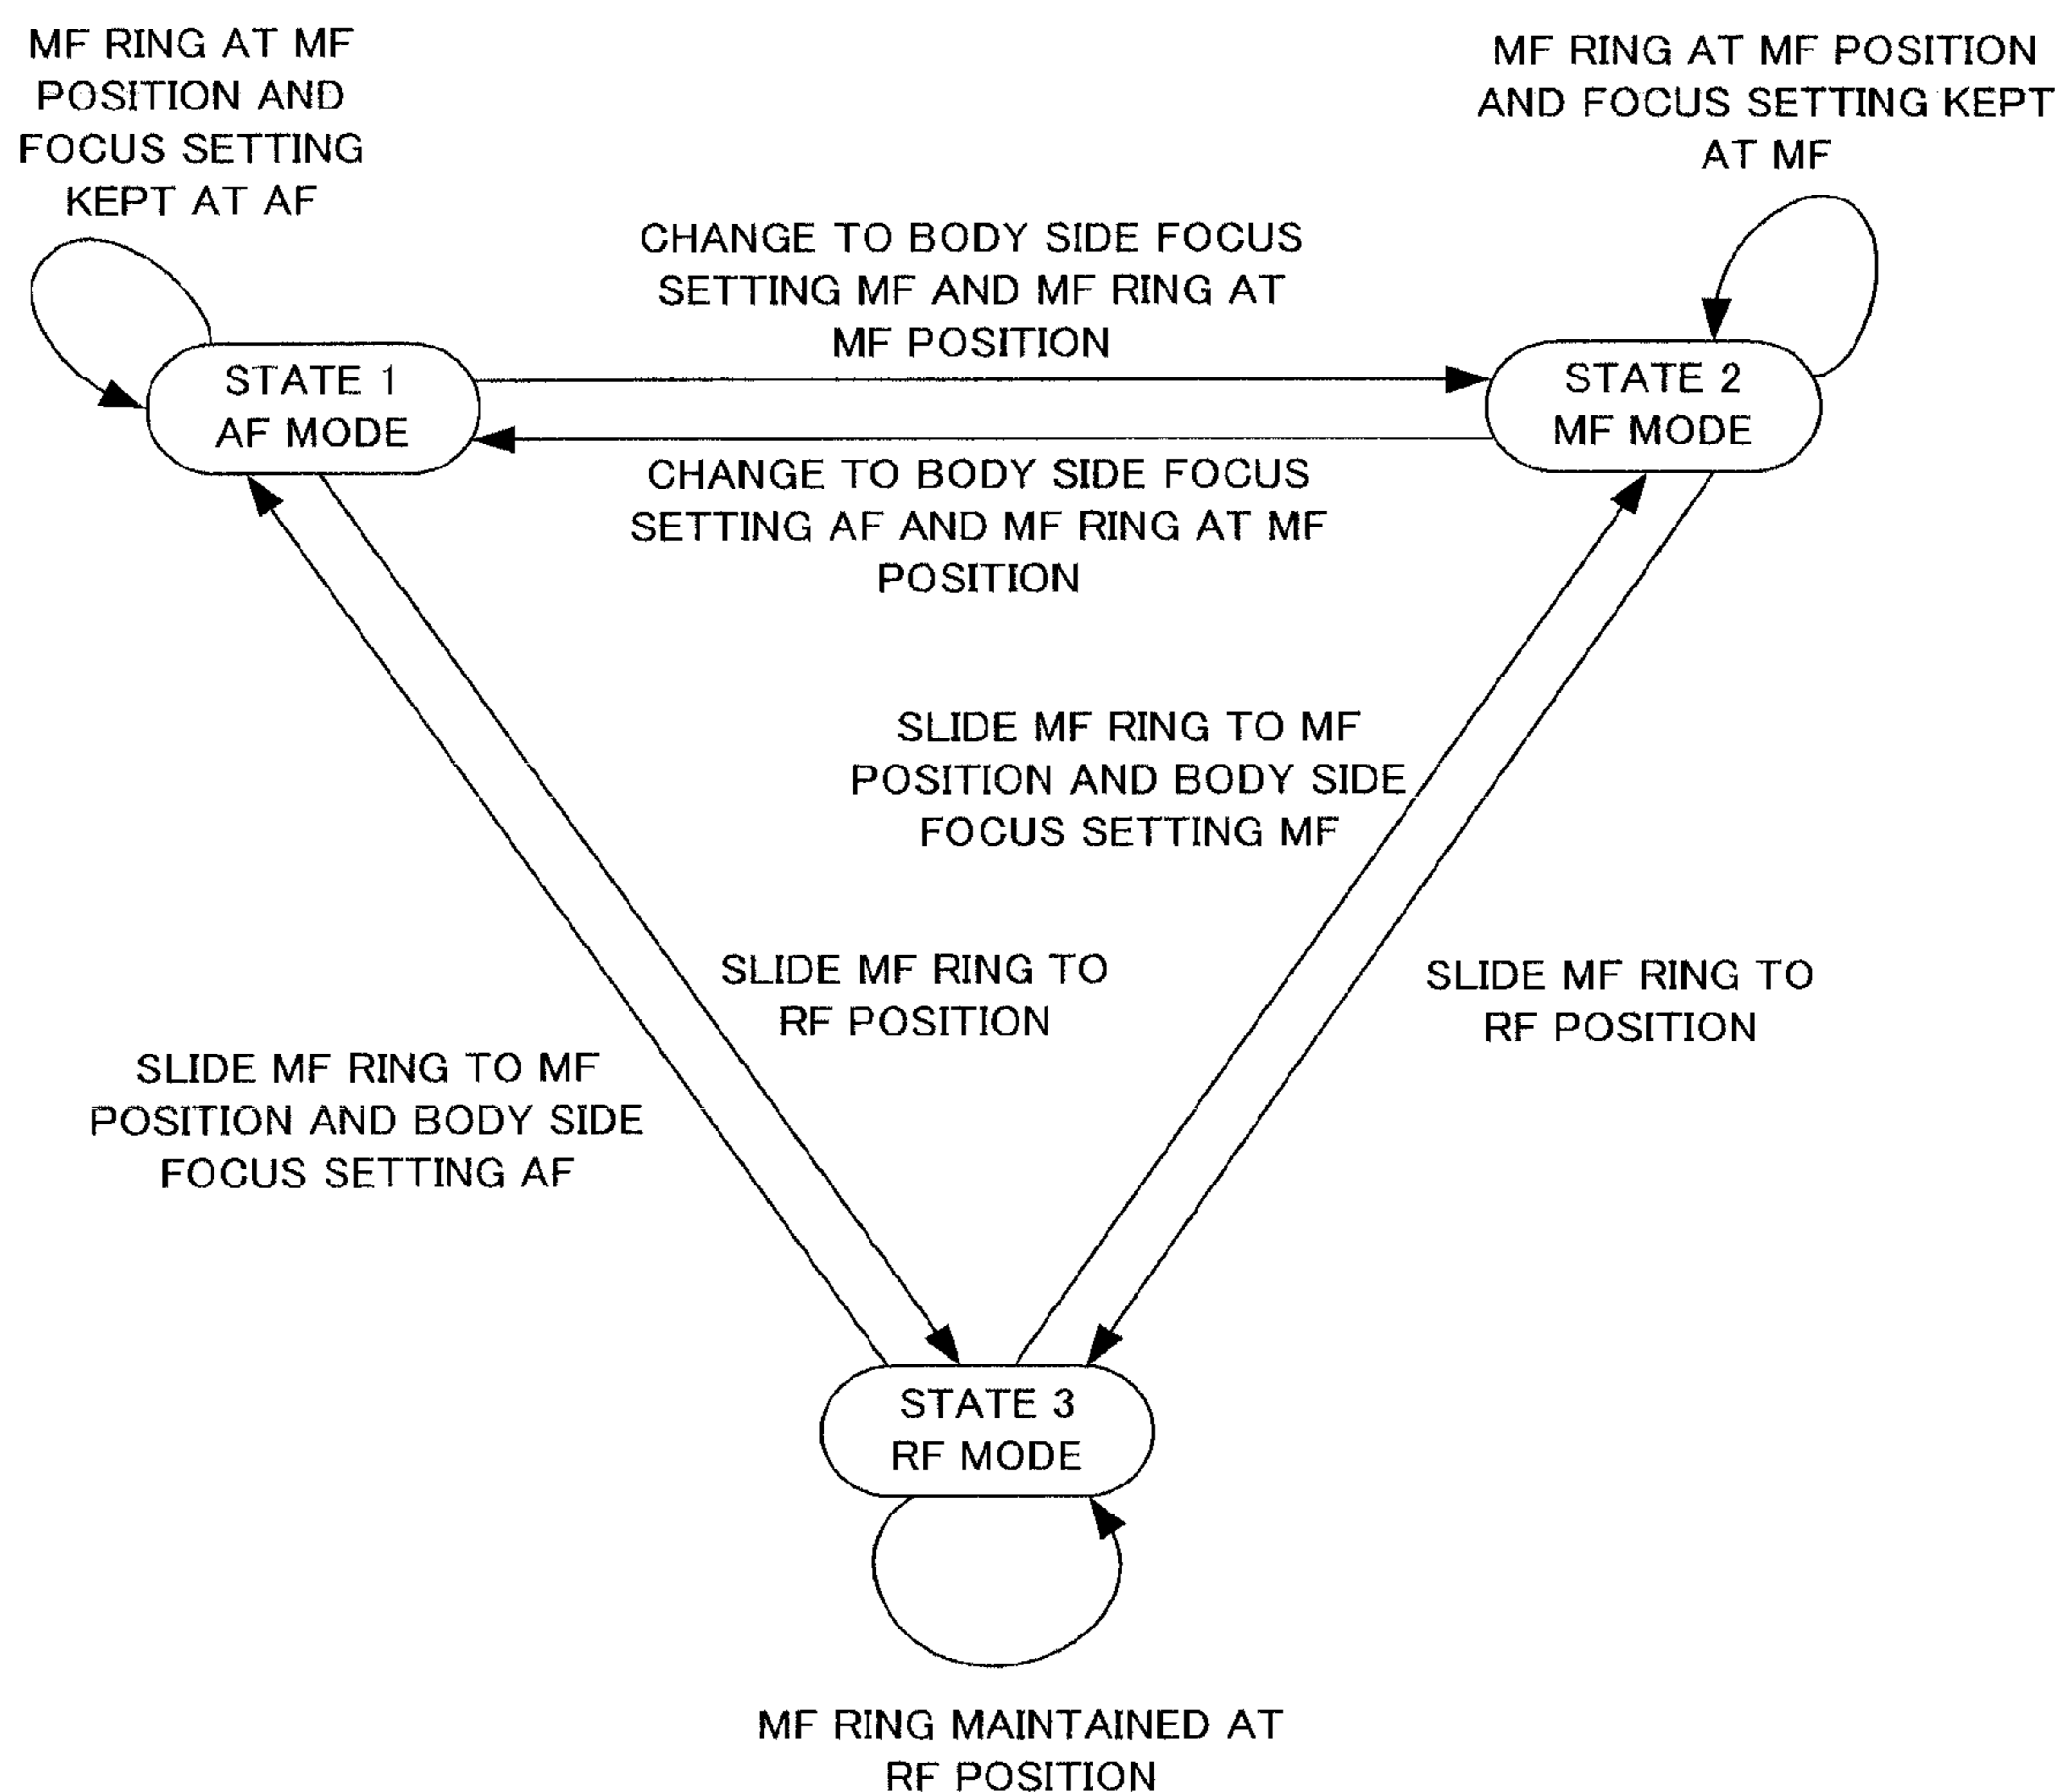 MF RING AT MF
POSITION AND
FOCUS SETTING
KEPT AT AF
MF RING AT MF POSITION
AND FOCUS SETTING KEPT
AT MF
CHANGE TO BODY SIDE FOCUS
SETTING MF AND MF RING AT
MF POSITION
STATE 1
AF MODE
STATE 2
MF MODE
CHANGE TO BODY SIDE FOCUS
SETTING AF AND MF RING AT MF
POSITION
SLIDE MF RING TO MF
POSITION AND BODY SIDE
FOCUS SETTING MF
SLIDE MF RING TO
RF POSITION
SLIDE MF RING TO
RF POSITION
SLIDE MF RING TO MF
POSITION AND BODY SIDE
FOCUS SETTING AF
STATE 3
RF MODE
MF RING MAINTAINED AT
RF POSITION